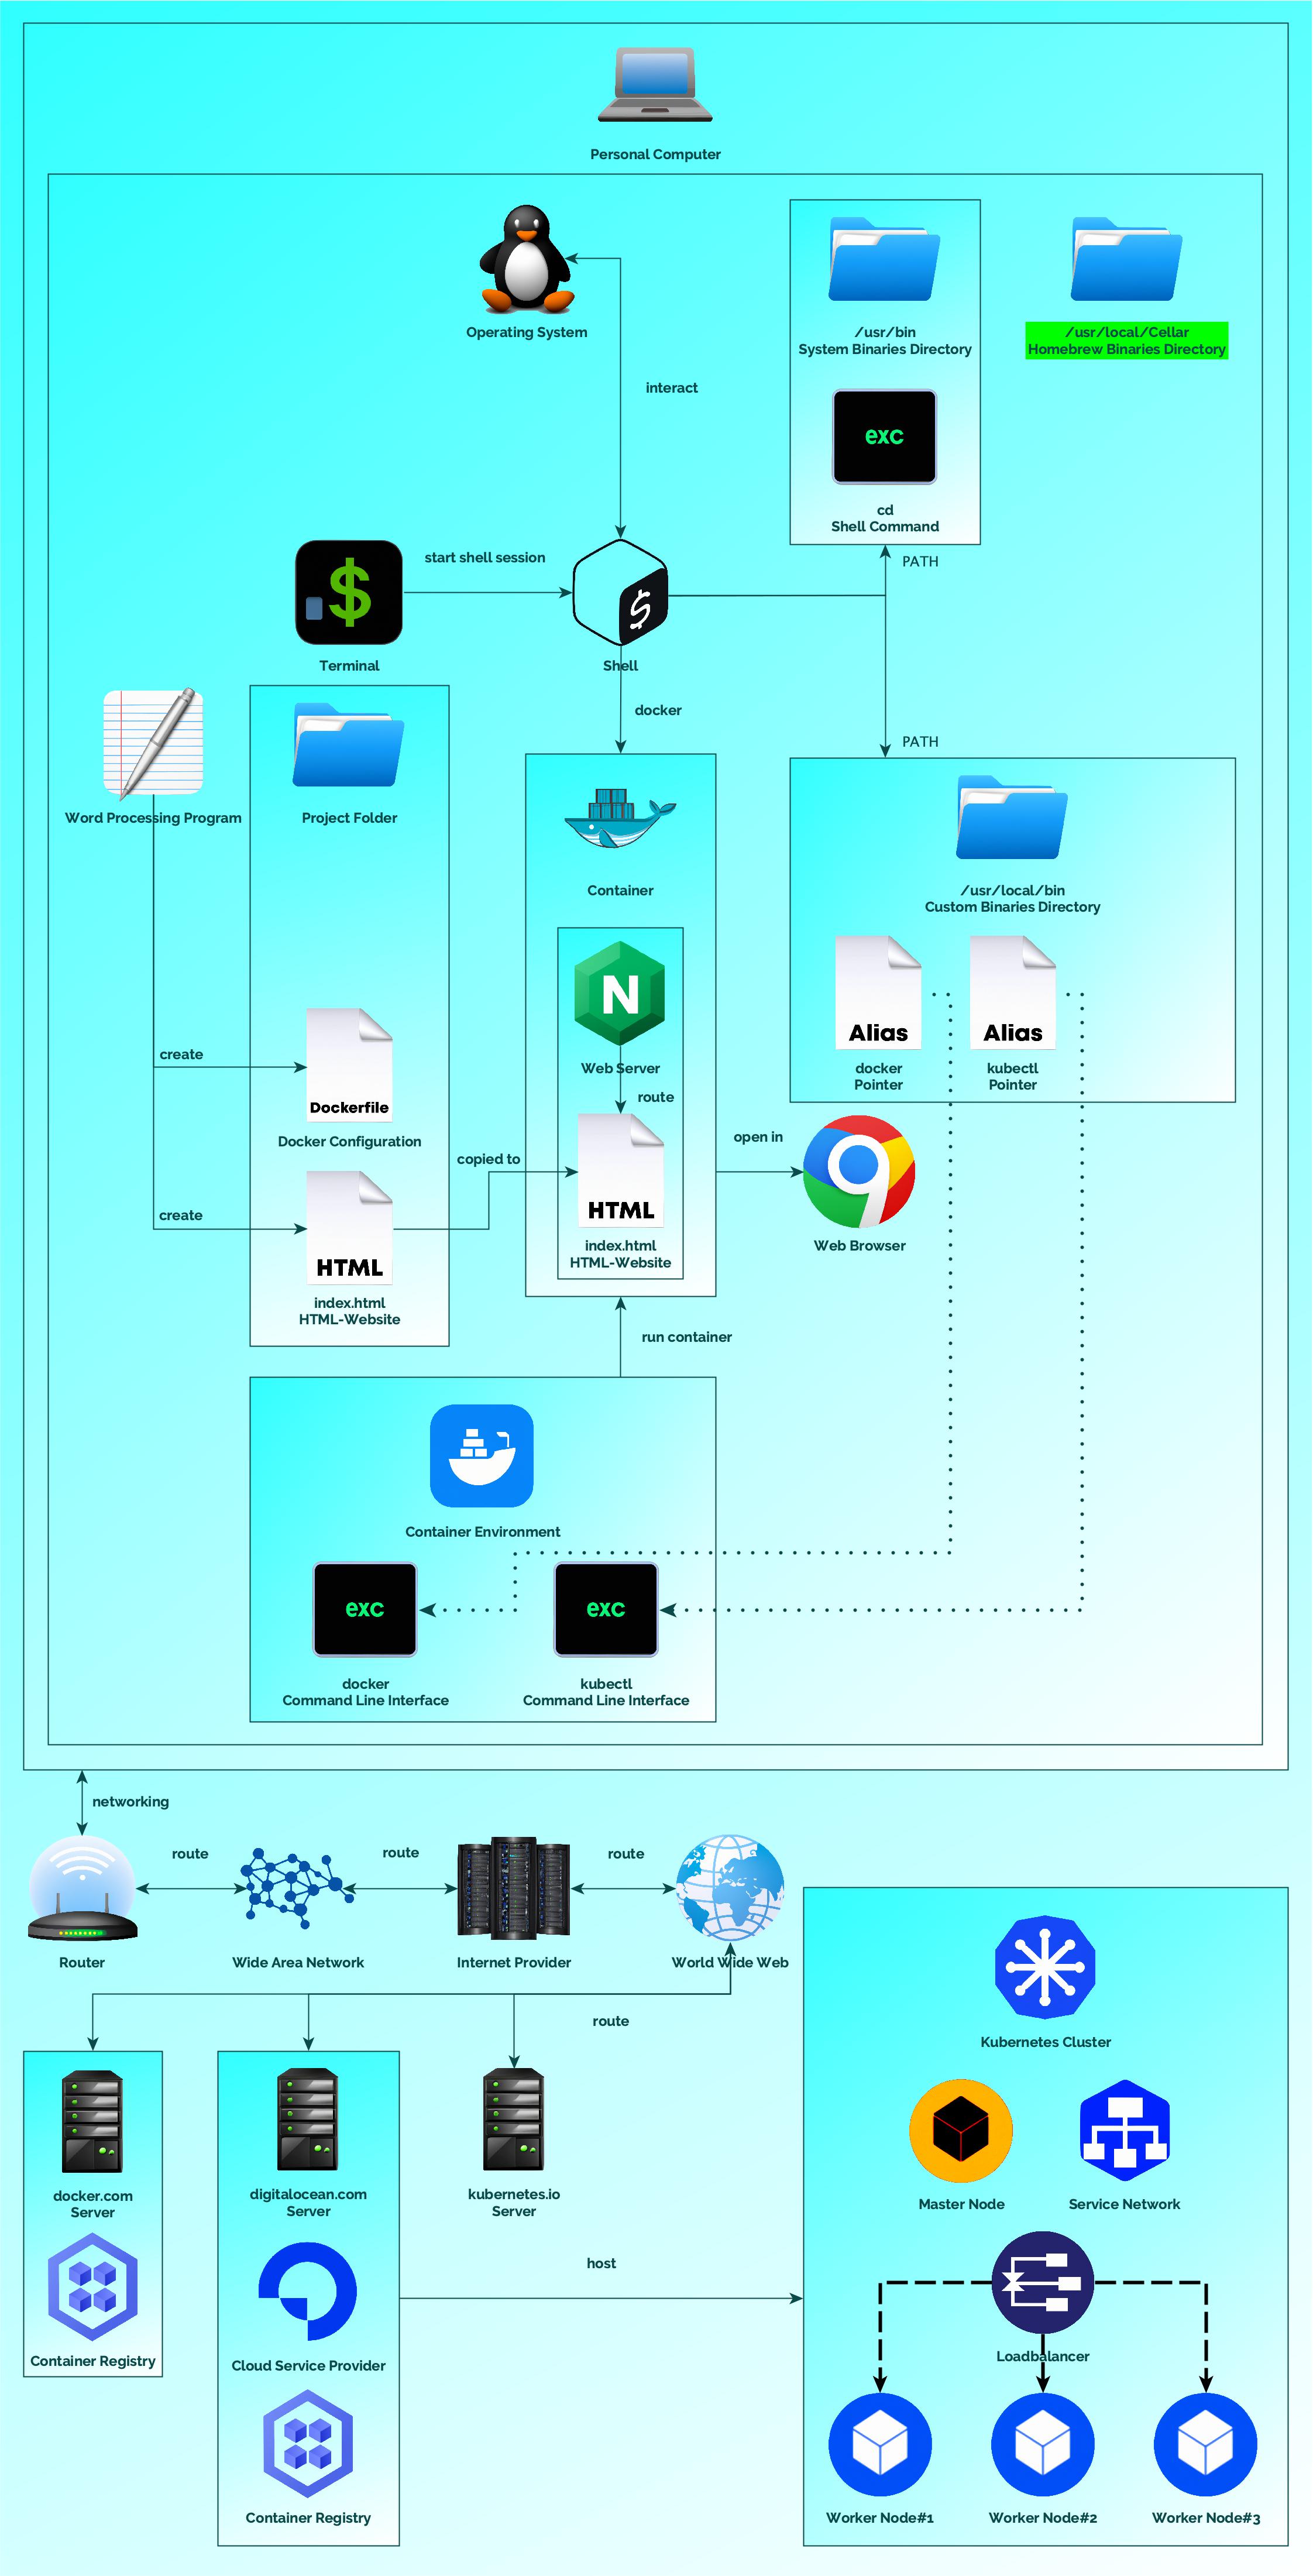 Personal Computer
Operating System
/usr/bin
System Binaries Directory
/usr/local/Cellar
Homebrew Binaries Directory
interact
exc
cd
Shell Command
start shell session
PATH
$
$
Terminal
Shell
docker
PATH
Word Processing Program
Project Folder
Container
/usr/local/bin
Custom Binaries Directory
N
Alias
Alias
docker
Pointer
kubectl
Pointer
create
Dockerfile
Docker Configuration
Web Server
route
copied to
open in
create
HTML
index.html
HTML-Website
HTML
index.html
HTML-Website
Web Browser
run container
Container Environment
exc
exc
docker
Command Line Interface
kubectl
Command Line Interface
networking
route
route
route
Router
Wide Area Network
Internet Provider
World Wide Web
route
Kubernetes Cluster
docker.com
Server
digitalocean.com
Server
kubernetes.io
Server
Master Node
Service Network
host
Container Registry
Cloud Service Provider
Loadbalancer
Container Registry
Worker Node#1
Worker Node#2
Worker Node#3